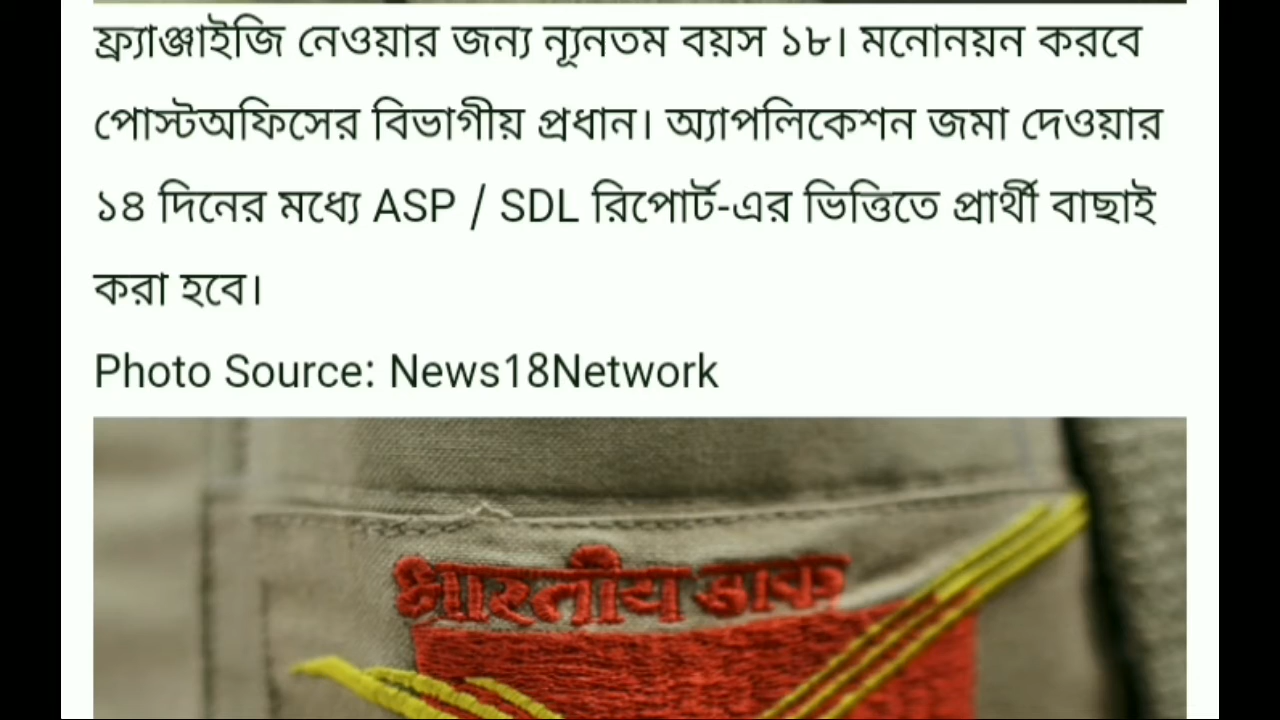 ফ্র্যাঞ্জাইজি নেওয়ার জন্য ন্যূনতম বয়স ১৮। মনোনয়ন করবে
পোস্টঅফিসের বিভাগীয় প্রধান। অ্যাপলিকেশন জমা দেওয়ার
১৪ দিনের মধ্যে ASP / SDL রিপোর্ট-এর ভিত্তিতে প্রার্থী বাছাই
করা হবে।
Photo Source: News18Network
भारतीय डाक